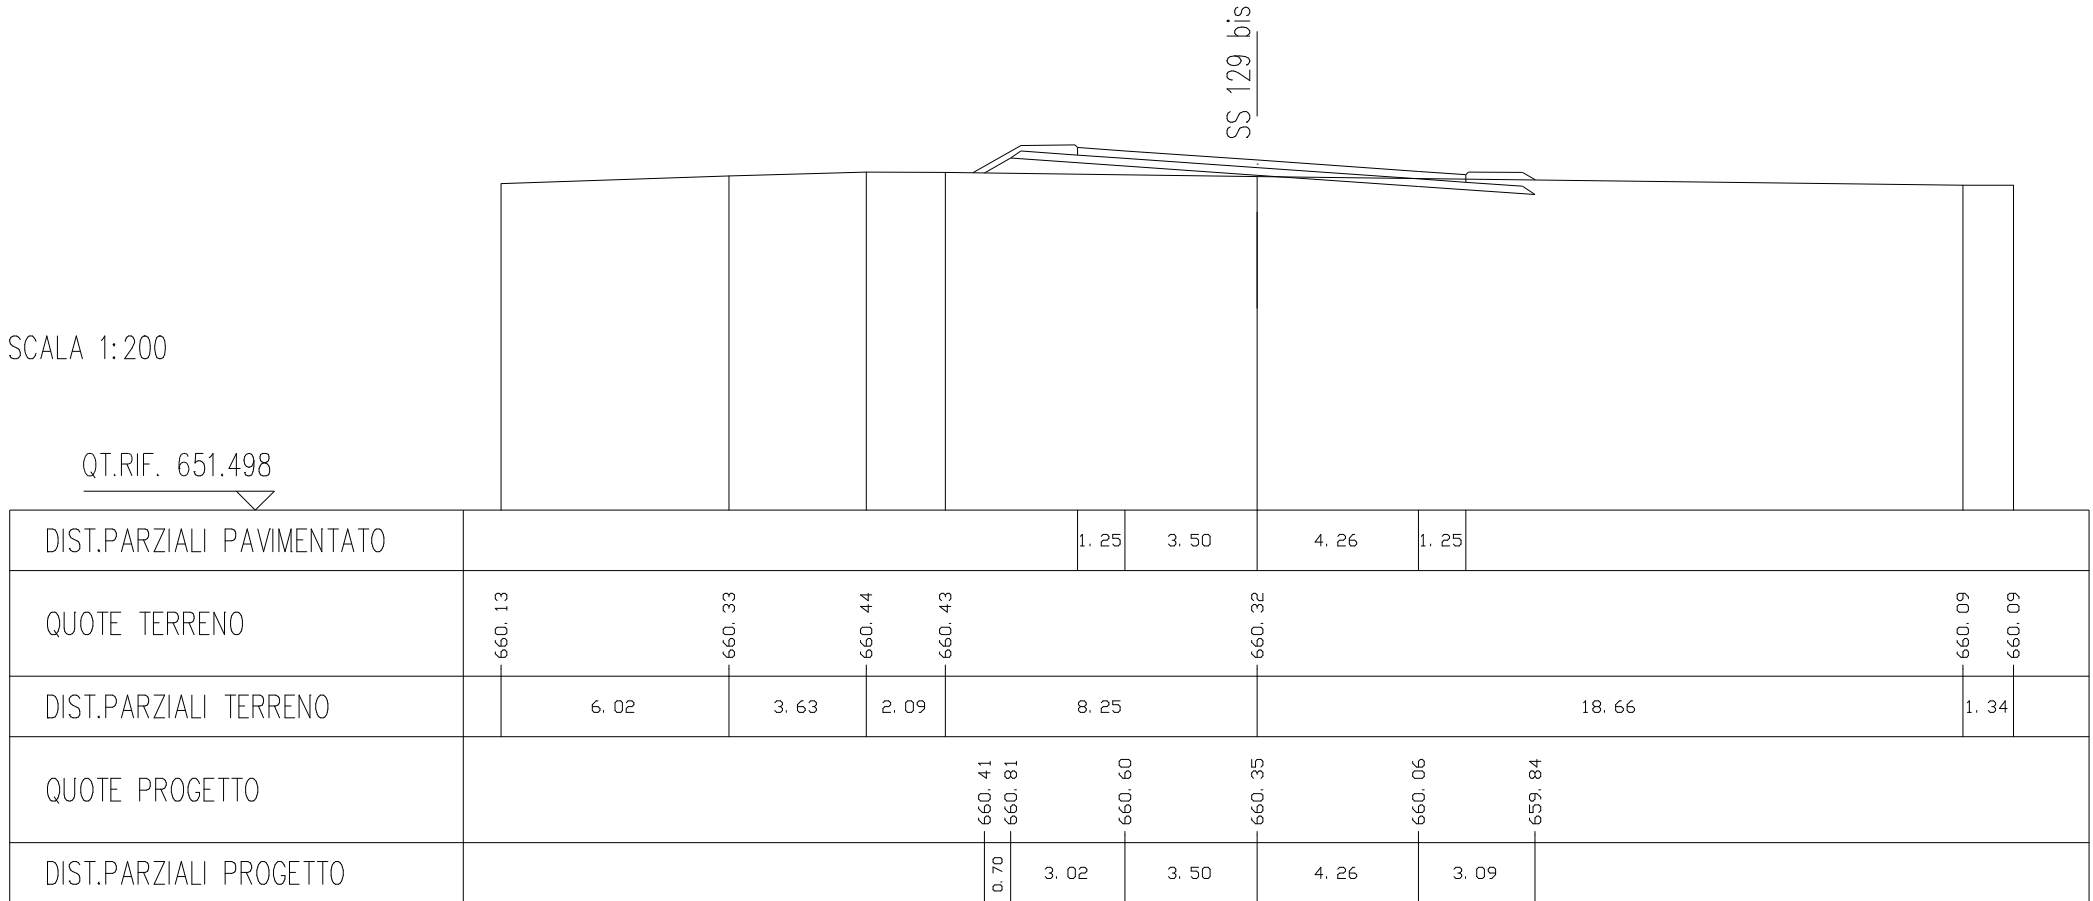 SS 129 bis
SCALA 1:200
QT.RIF. 651.498
DIST.PARZIALI PAVIMENTATO 1.25 3.50 4.26 1.25
QUOTE TERRENO 660.13 660.33 660.44 660.43 660.32 660.09 660.09
DIST.PARZIALI TERRENO 6.02 3.63 2.09 8.25 18.66 1.34
QUOTE PROGETTO 660.41 660.81 660.60 660.35 660.06 659.84
DIST.PARZIALI PROGETTO 0.70 3.02 3.50 4.26 3.09